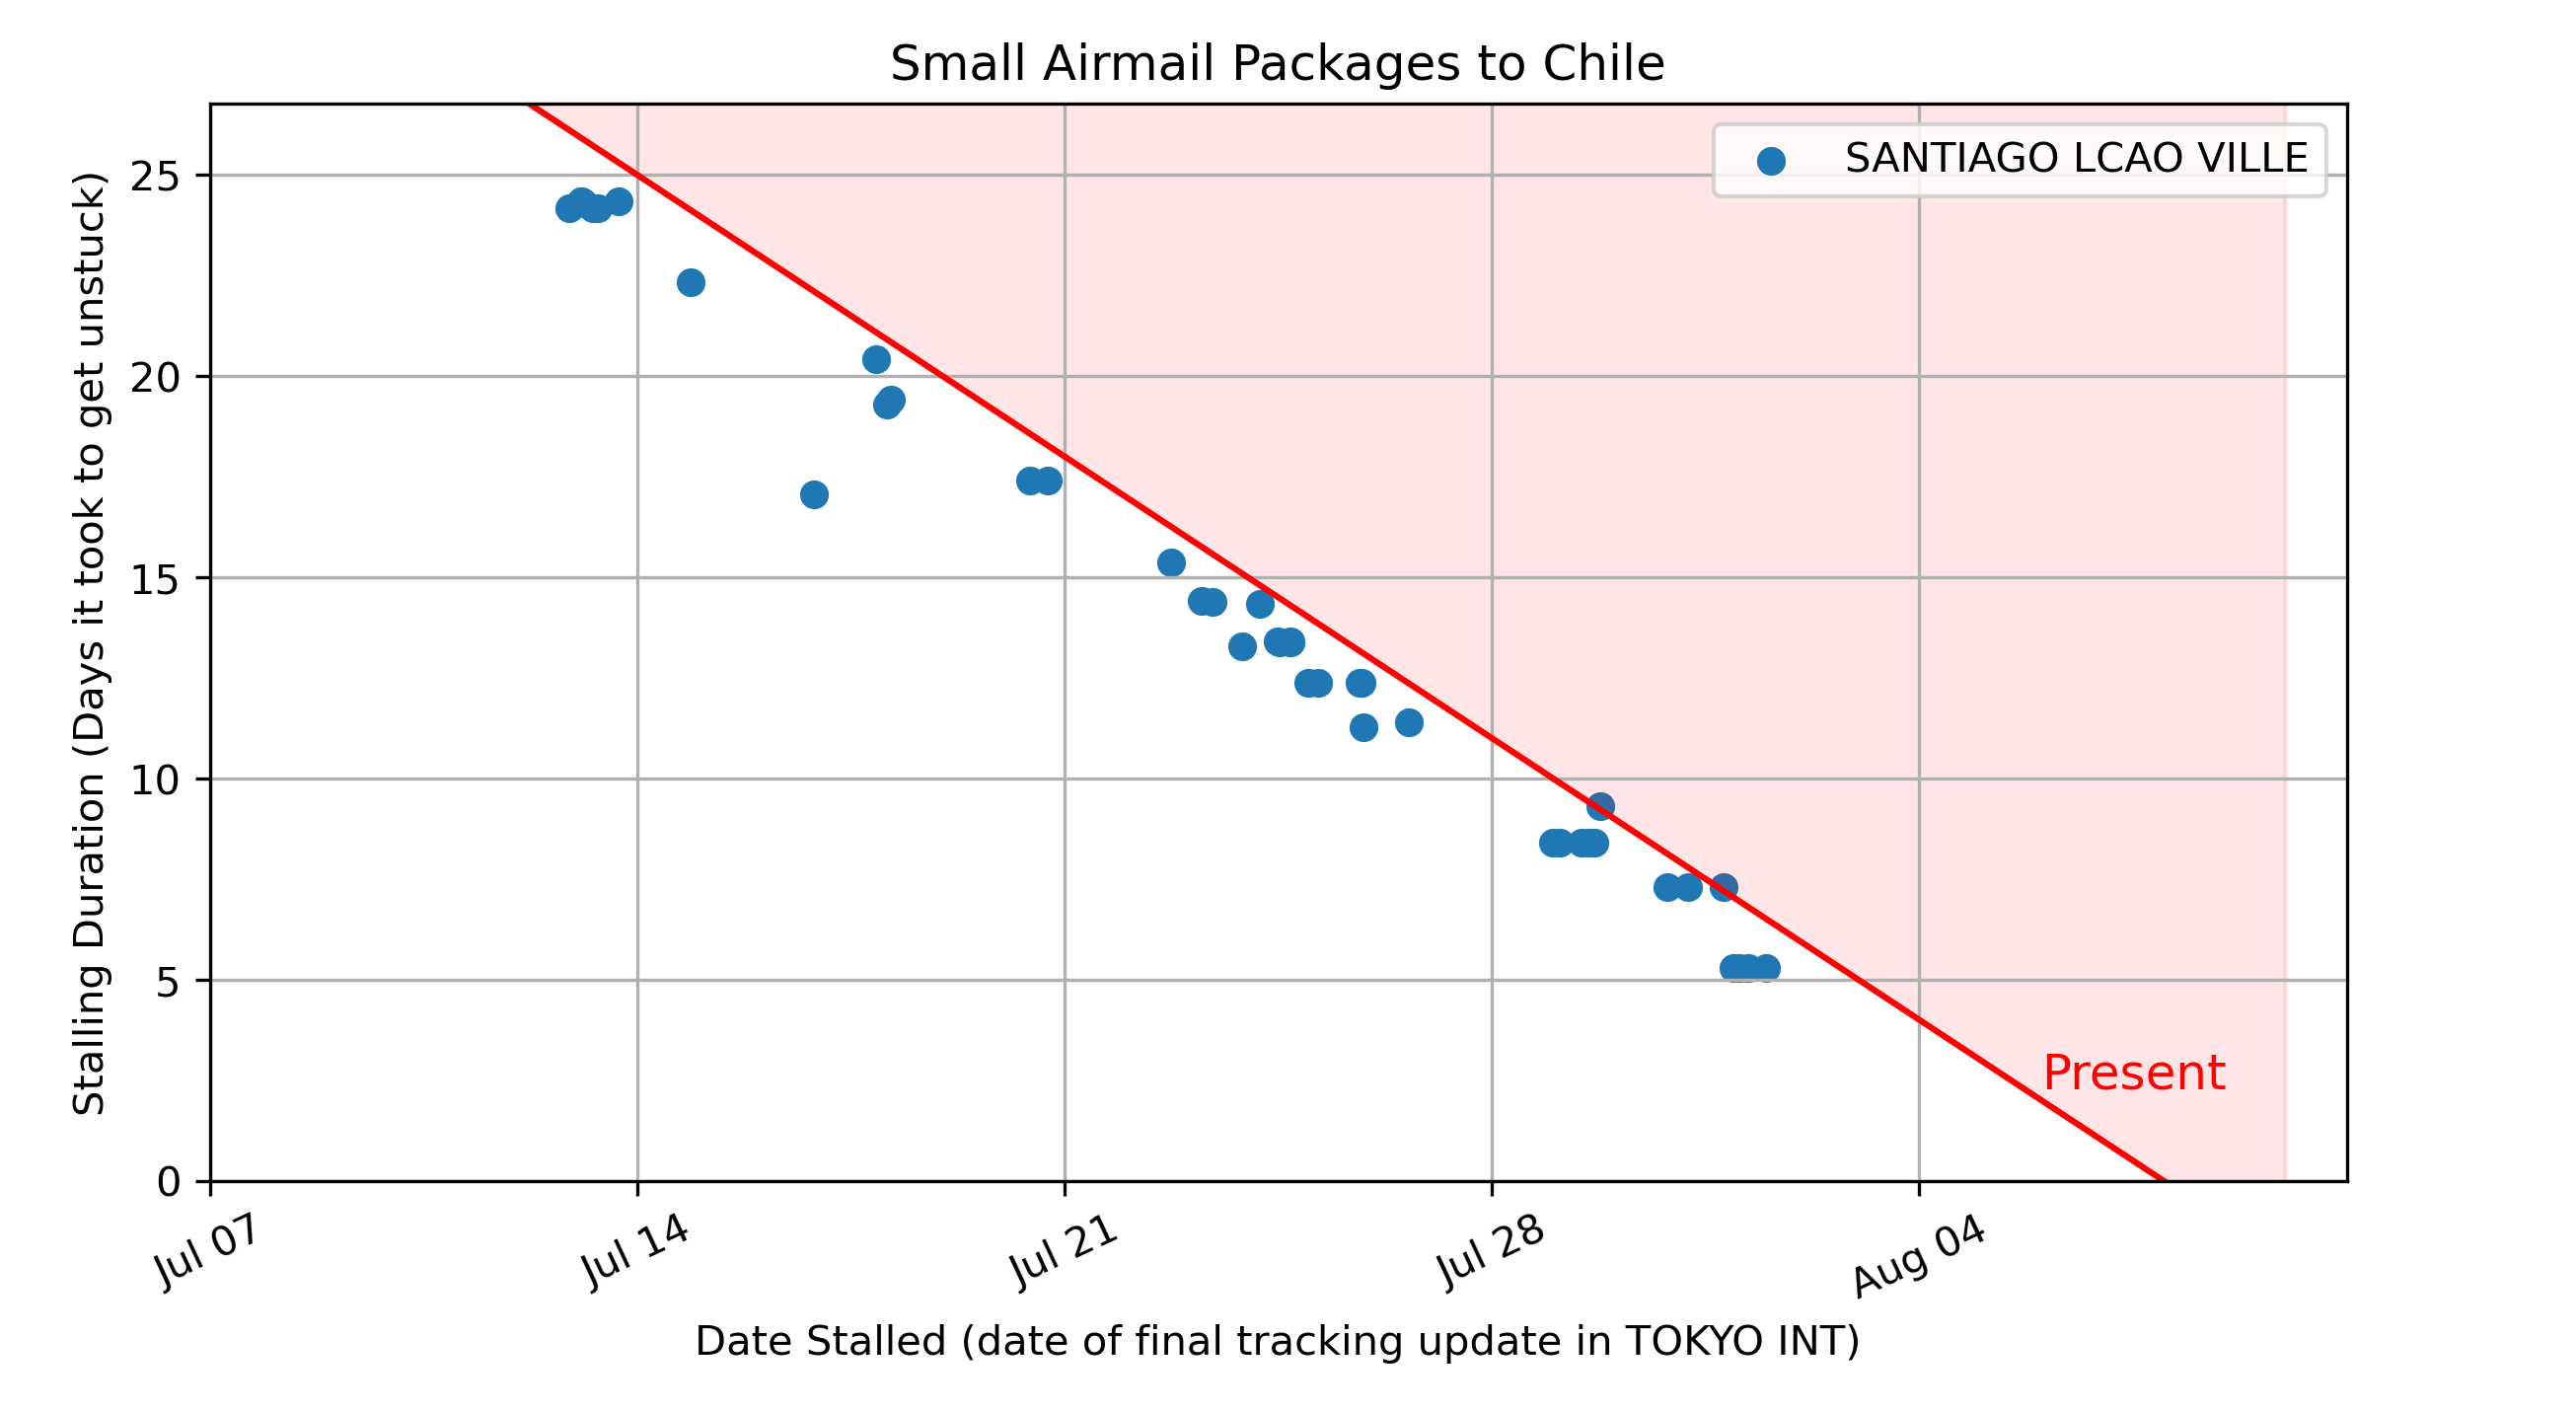 Small Airmail Packages to Chile
SANTIAGO LCAO VILLE
Stalling Duration (Days it took to get unstuck)
25
20
15
10
5
0
Present
Jul 07
Jul 14
Jul 21
Jul 28
Aug 04
Date Stalled (date of final tracking update in TOKYO INT)